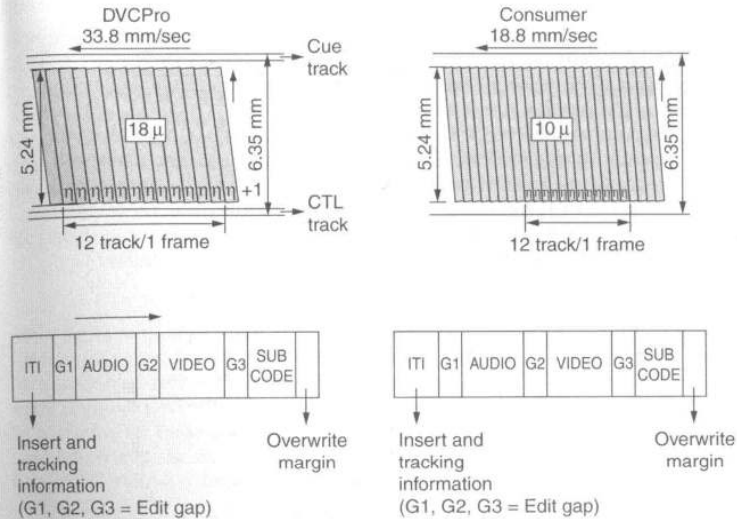 DVCPro
33.8 mm/sec
Cue
track
5.24 mm
18 μ
6.35 mm
η η η η η η η η η η η η η +1
CTL
track
12 track/1 frame
Consumer
18.8 mm/sec
5.24 mm
10 μ
6.35 mm
12 track/1 frame
ITI G1 AUDIO G2 VIDEO G3 SUB
CODE
Insert and
tracking
information
(G1, G2, G3 = Edit gap)
Overwrite
margin
ITI G1 AUDIO G2 VIDEO G3 SUB
CODE
Insert and
tracking
information
(G1, G2, G3 = Edit gap)
Overwrite
margin